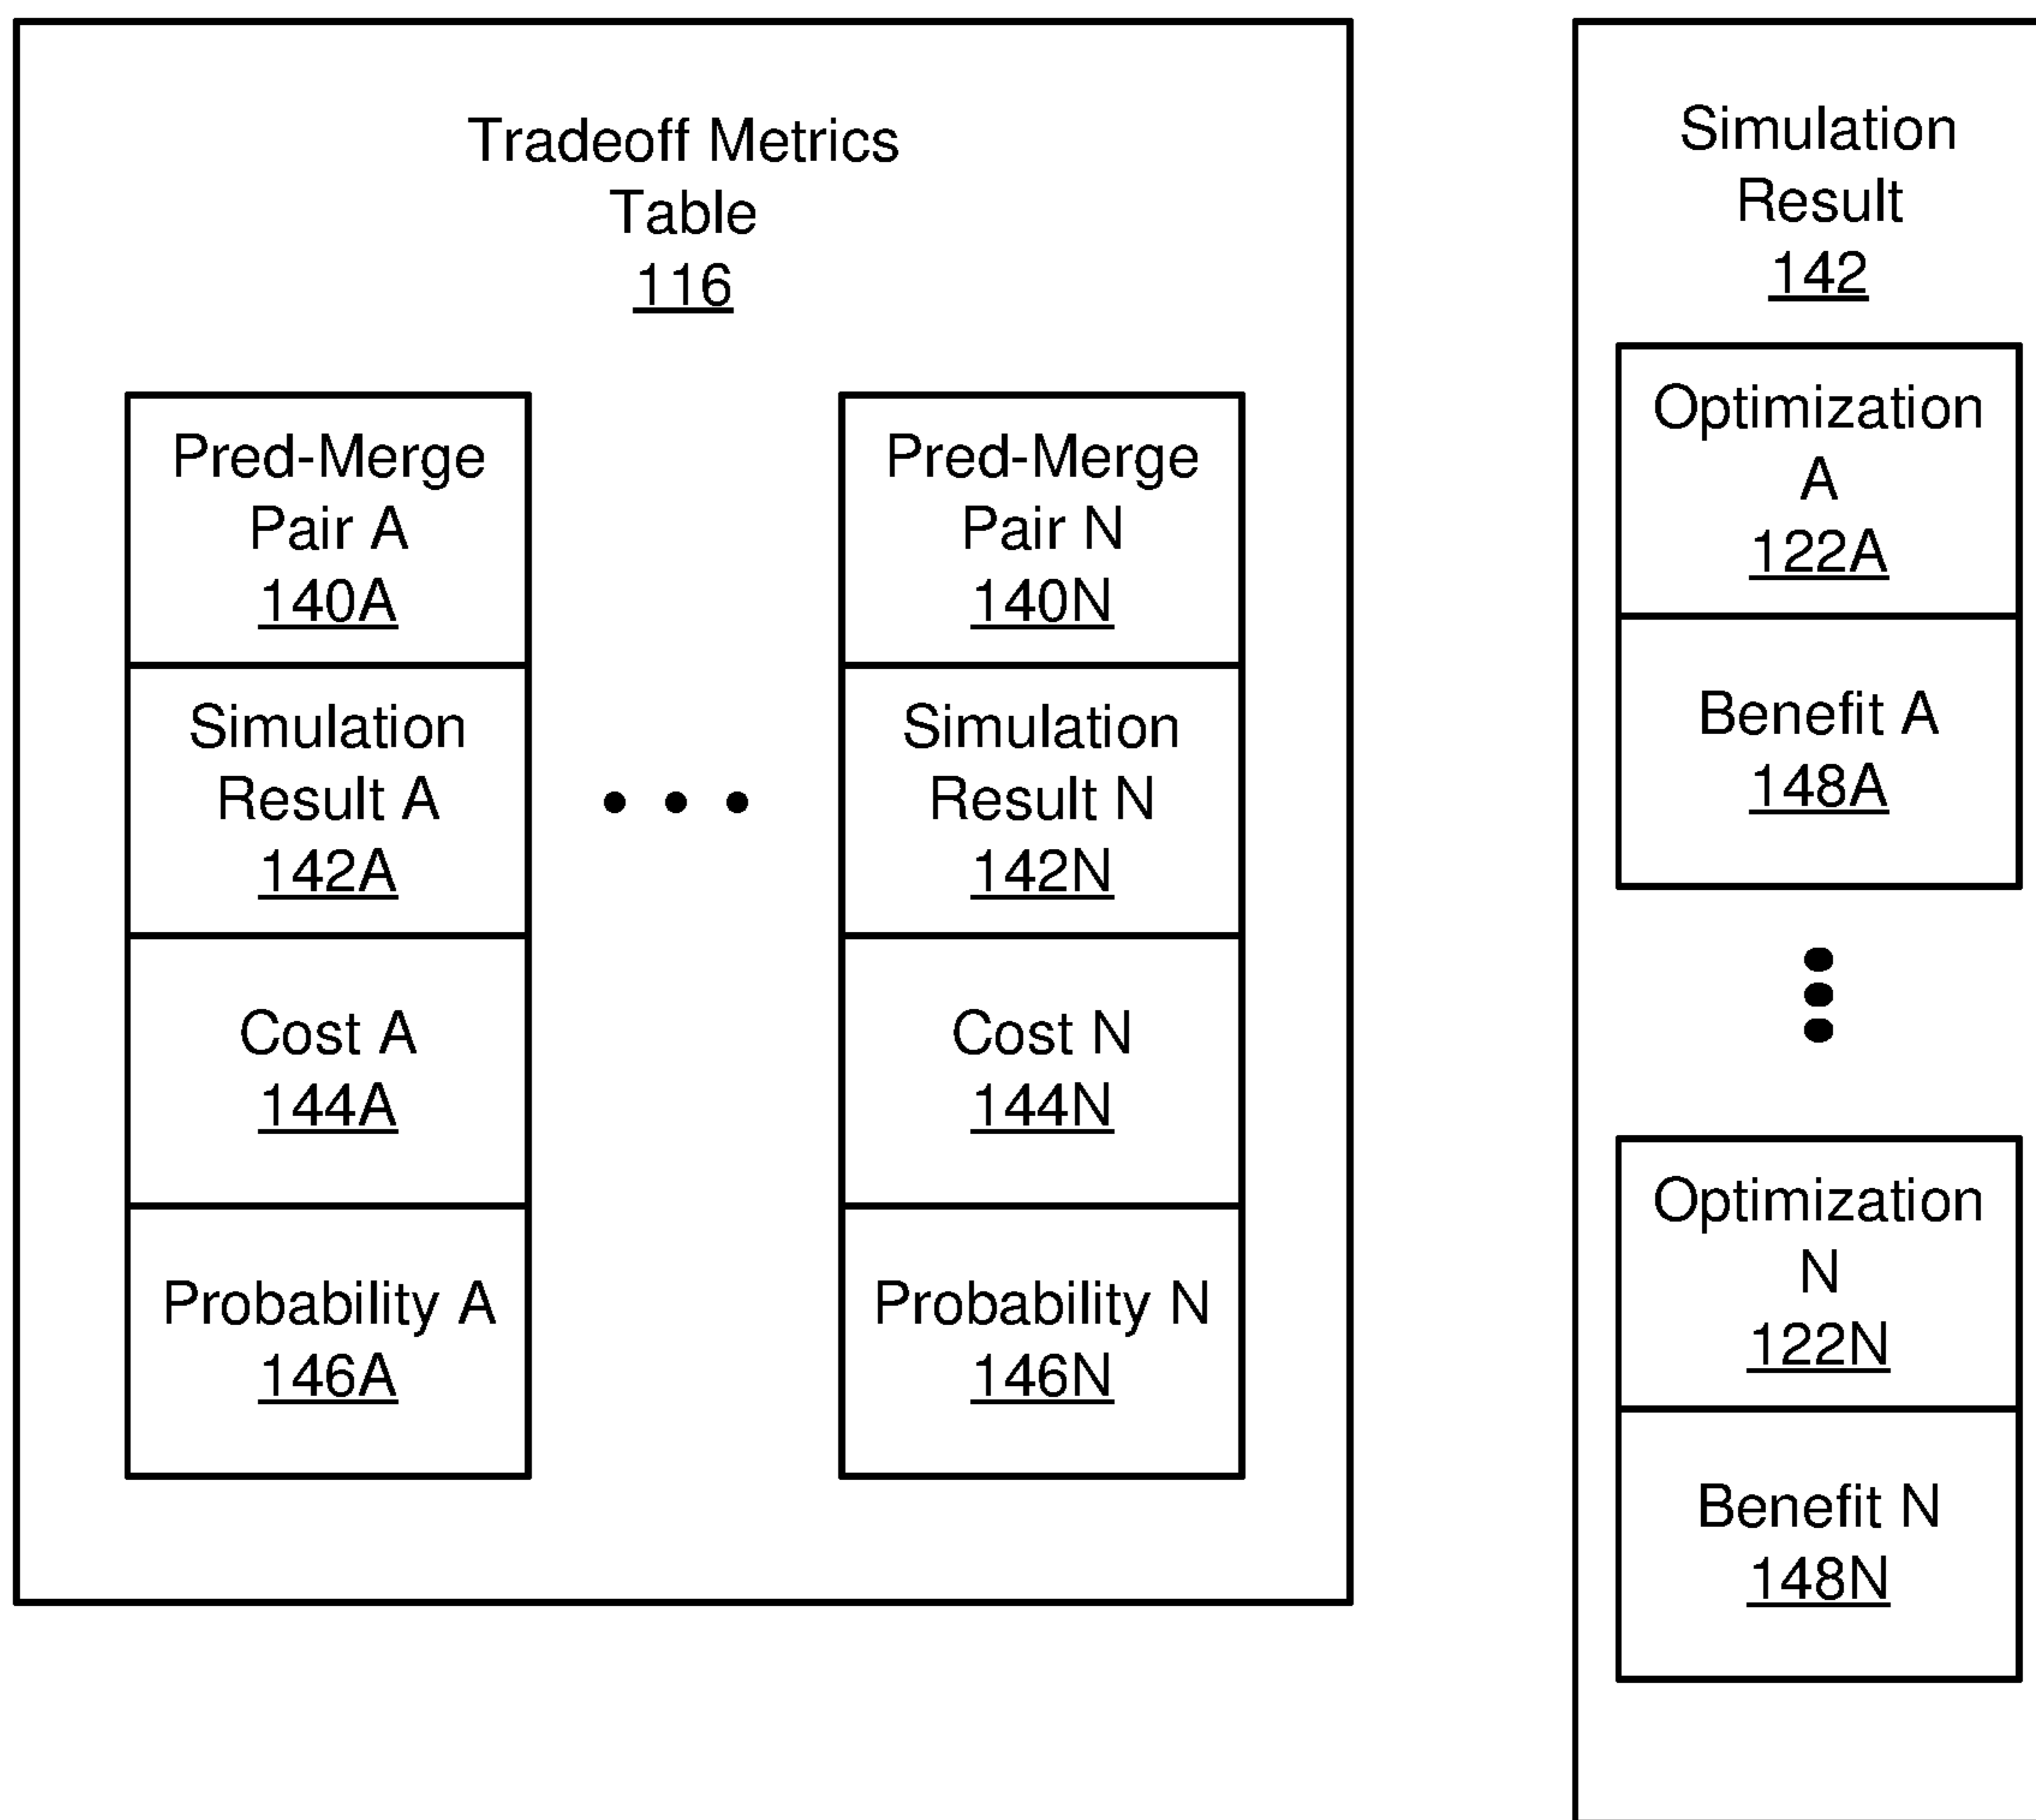 Tradeoff Metrics
Table
116
Pred-Merge
Pair A
140A
Simulation
Result A
142A
Cost A
144A
Probability A
146A
Pred-Merge
Pair N
140N
Simulation
Result N
142N
Cost N
144N
Probability N
146N
Simulation
Result
142
Optimization
A
122A
Benefit A
148A
Optimization
N
122N
Benefit N
148N